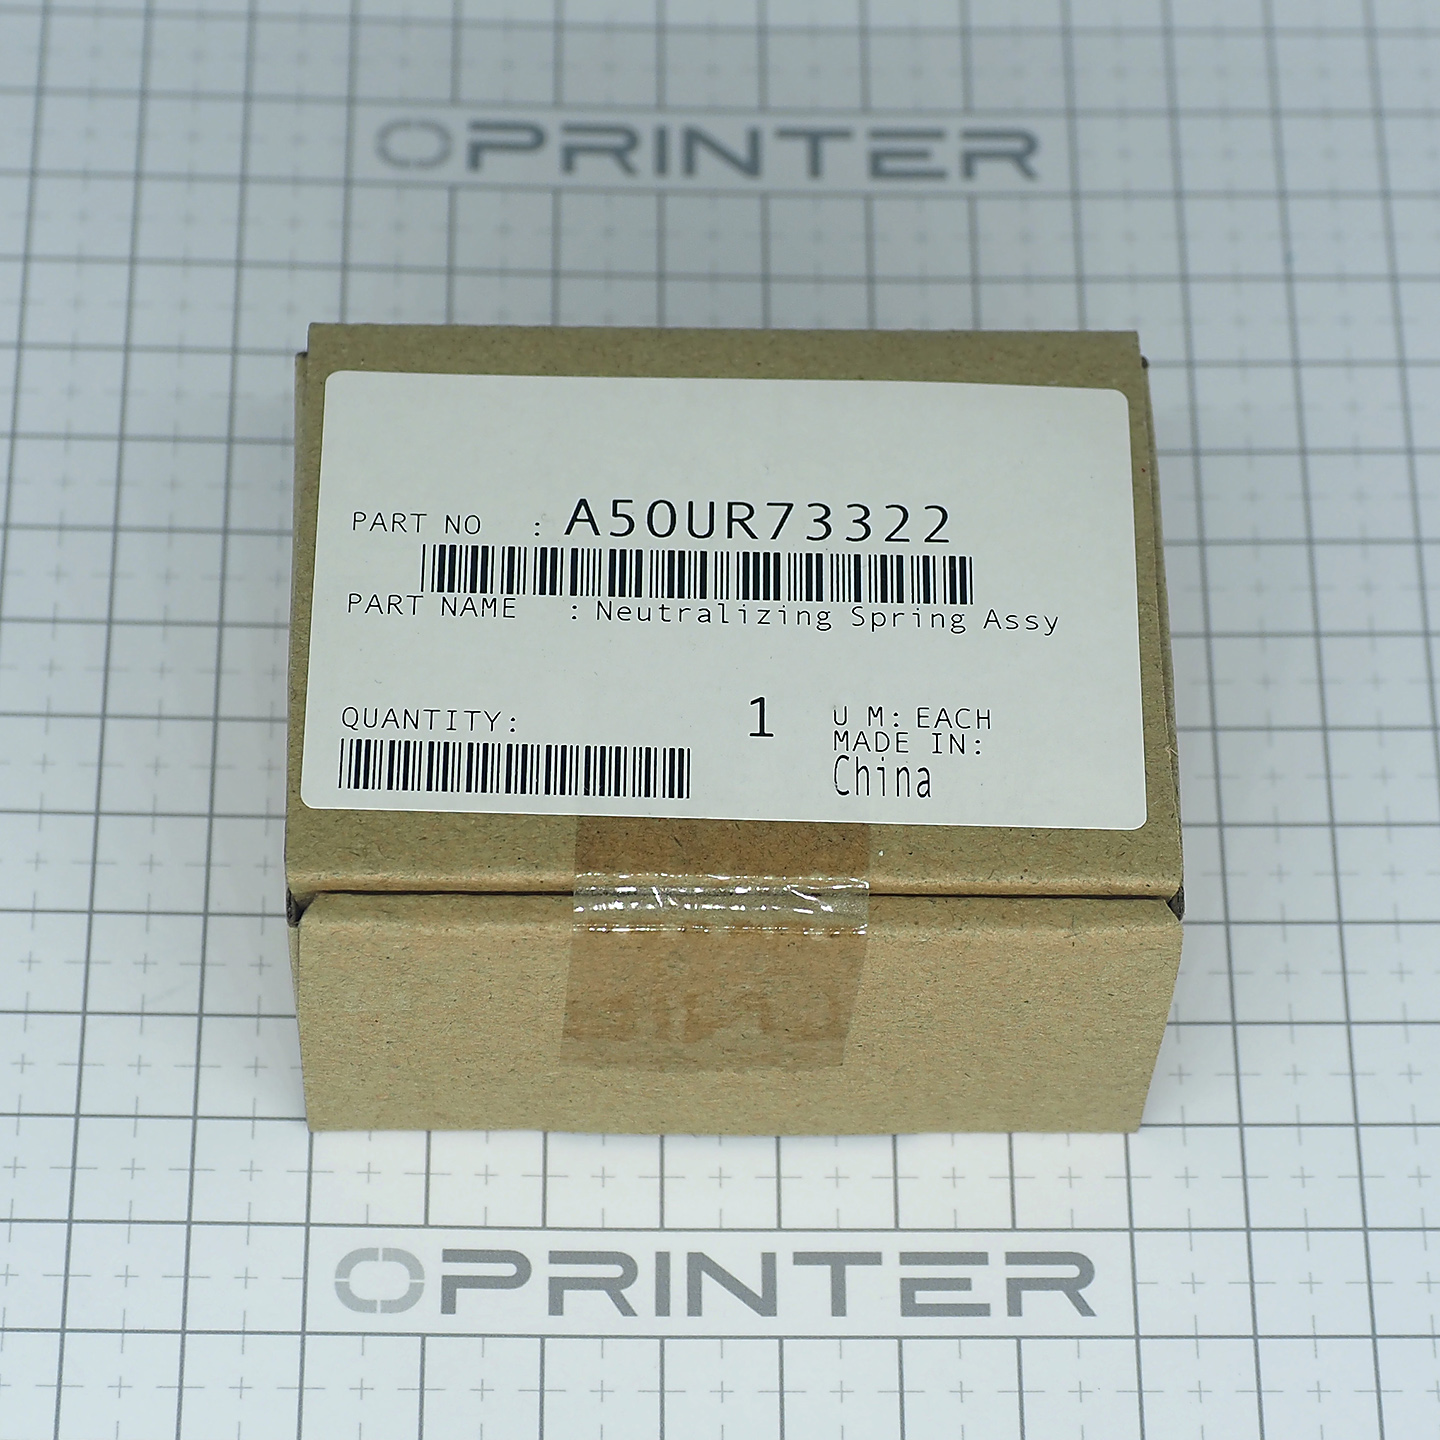 OPRINTER
PART NO : A50UR73322
PART NAME : Neutralizing Spring Assy
QUANTITY: 1 U M: EACH
MADE IN:
China
OPRINTER